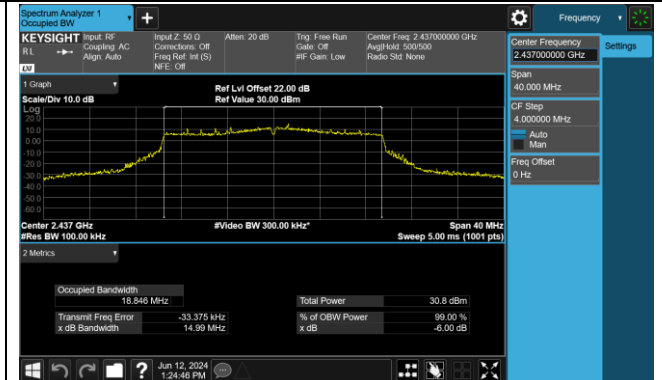 Spectrum Analyzer 1
Occupied BW
+
Frequency
KEYSIGHT
RL
LXI
Input: RF
Coupling: AC
Align: Auto
Input Z: 50 Ω
Corrections: Off
Freq Ref: Int (S)
NFE: Off
Atten: 20 dB
Trig: Free Run
Gate: Off
#IF Gain: Low
Center Freq: 2.437000000 GHz
Avg|Hold: 500/500
Radio Std: None
Center Frequency
2.437000000 GHz
Settings
Span
40.000 MHz
CF Step
4.000000 MHz
Auto
Man
Freq Offset
0 Hz
1 Graph
Scale/Div 10.0 dB
Ref Lvl Offset 22.00 dB
Ref Value 30.00 dBm
Log
20.0
10.0
0.00
-10.0
-20.0
-30.0
-40.0
-50.0
-60.0
Center 2.437 GHz
#Res BW 100.00 kHz
#Video BW 300.00 kHz*
Span 40 MHz
Sweep 5.00 ms (1001 pts)
2 Metrics
Occupied Bandwidth
18.846 MHz
Total Power 30.8 dBm
Transmit Freq Error -33.375 kHz
% of OBW Power 99.00 %
x dB Bandwidth 14.99 MHz
x dB -6.00 dB
?
Jun 12, 2024
1:24:46 PM